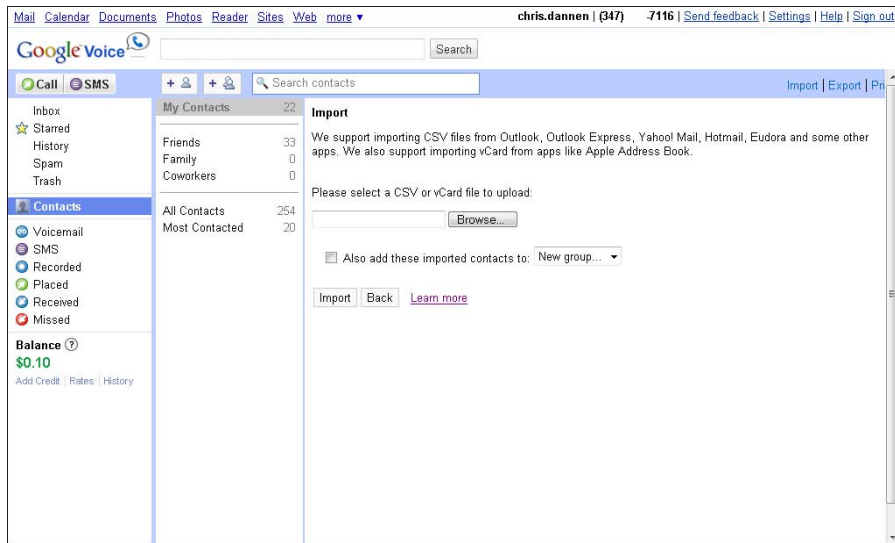 Mail Calendar Documents Photos Reader Sites Web more ▼
chris.dannen | (347) -7116 | Send feedback | Settings | Help | Sign out
Google Voice
Search
Call SMS
+ +
Search contacts
Import | Export | Pri
Inbox
Starred
History
Spam
Trash
Contacts
Voicemail
SMS
Recorded
Placed
Received
Missed
Balance ?
$0.10
Add Credit | Rates | History
My Contacts 22
Friends 33
Family 0
Coworkers 0
All Contacts 254
Most Contacted 20
Import
We support importing CSV files from Outlook, Outlook Express, Yahoo! Mail, Hotmail, Eudora and some other
apps. We also support importing vCard from apps like Apple Address Book.
Please select a CSV or vCard file to upload:
Browse...
Also add these imported contacts to: New group... ▼
Import Back Learn more